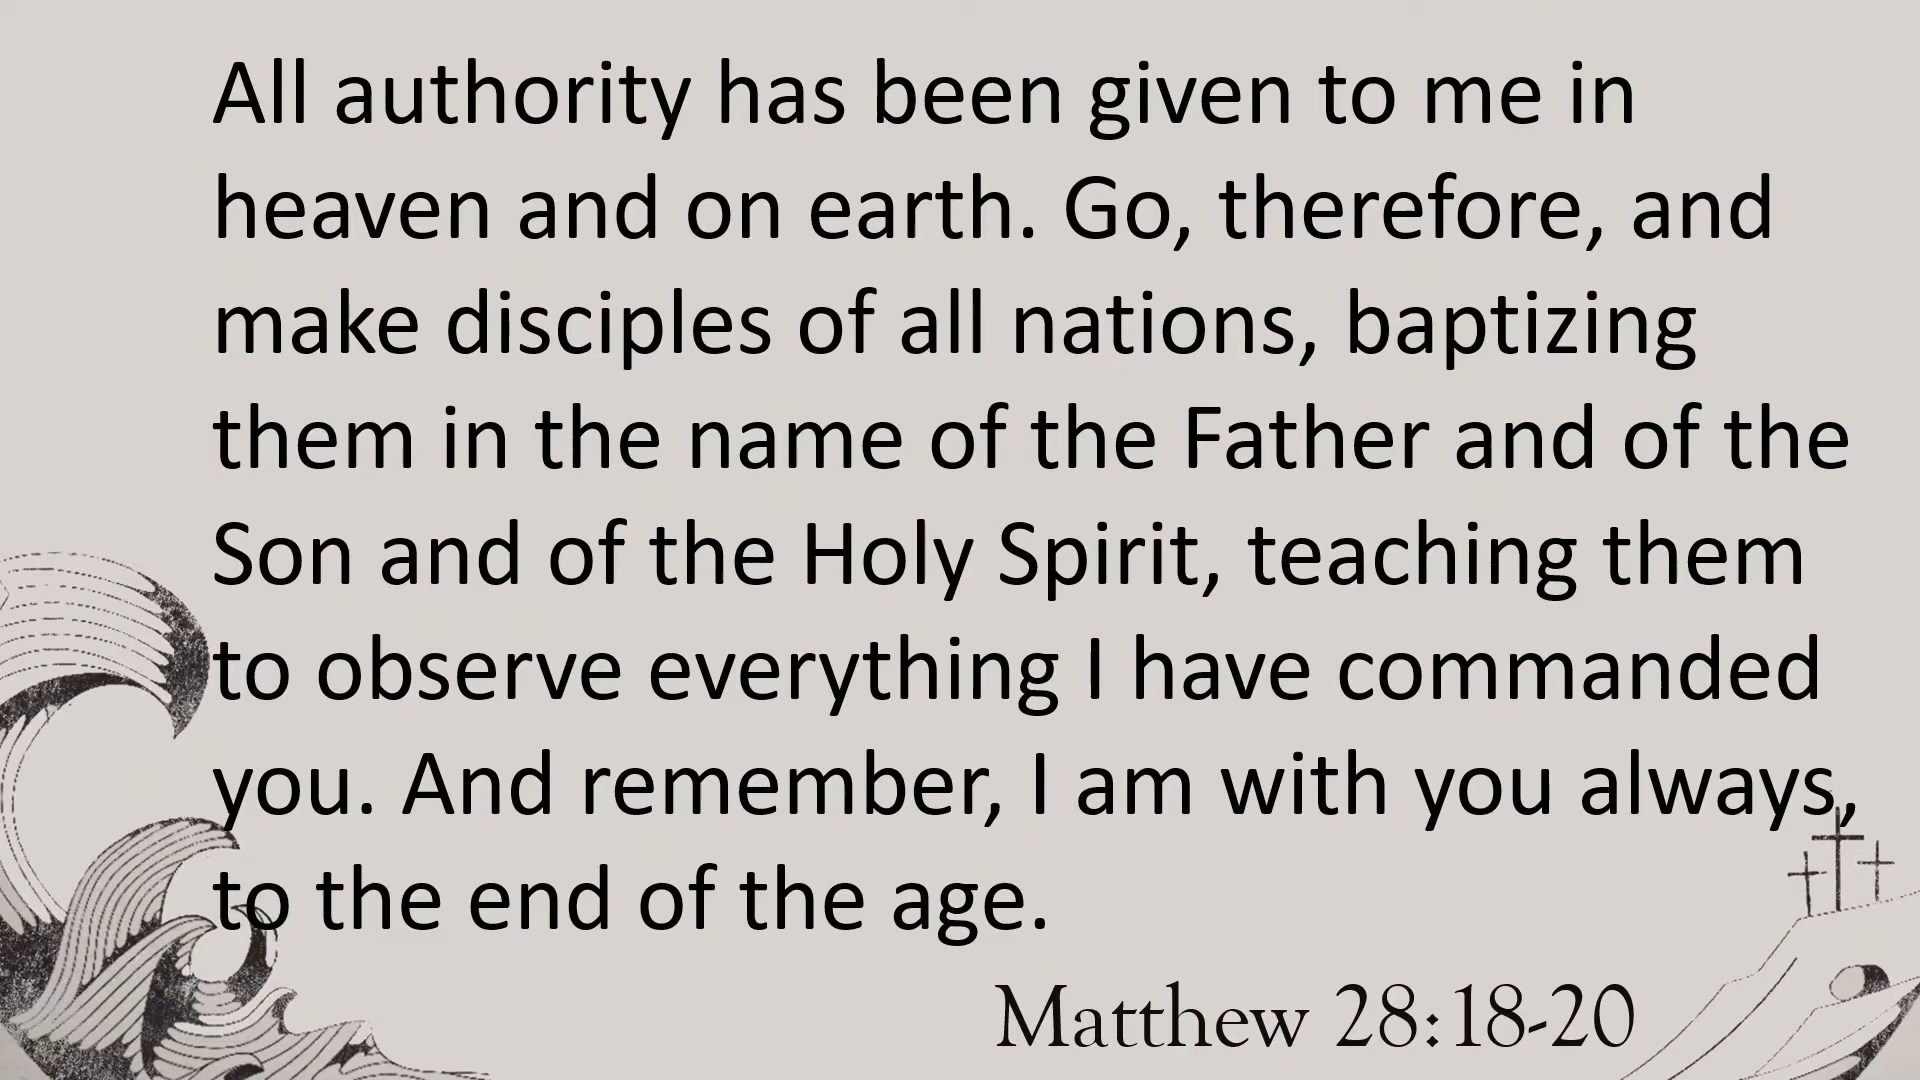 All authority has been given to me in
heaven and on earth. Go, therefore, and
make disciples of all nations, baptizing
them in the name of the Father and of the
Son and of the Holy Spirit, teaching them
to observe everything I have commanded
you. And remember, I am with you always,
to the end of the age.
Matthew 28:18-20